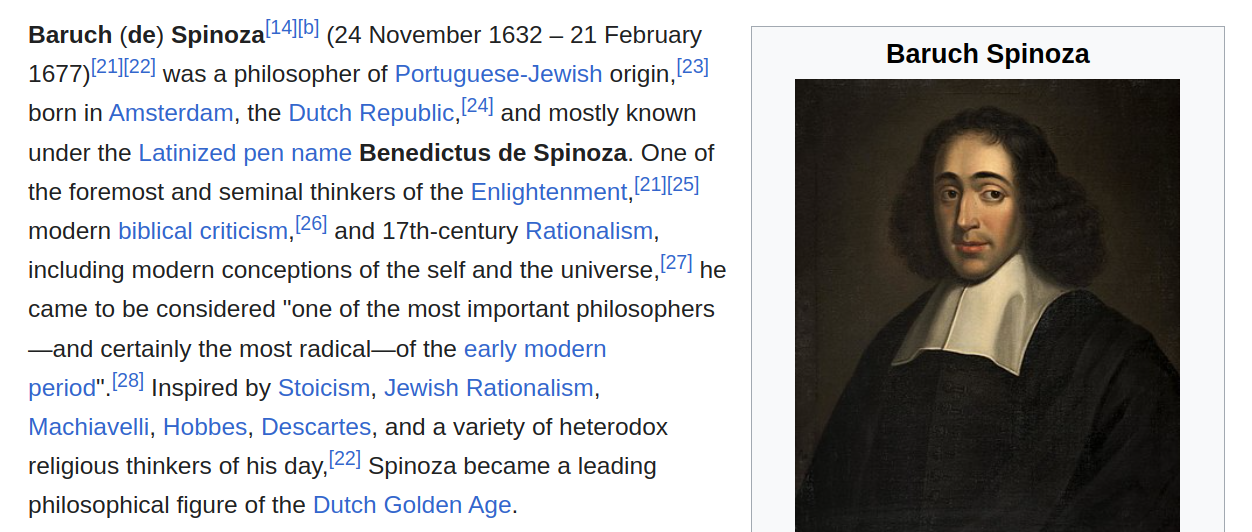 Baruch (de) Spinoza[14][b] (24 November 1632 – 21 February
1677)[21][22] was a philosopher of Portuguese-Jewish origin,[23]
born in Amsterdam, the Dutch Republic,[24] and mostly known
under the Latinized pen name Benedictus de Spinoza. One of
the foremost and seminal thinkers of the Enlightenment,[21][25]
modern biblical criticism,[26] and 17th-century Rationalism,
including modern conceptions of the self and the universe,[27] he
came to be considered "one of the most important philosophers
—and certainly the most radical—of the early modern
period".[28] Inspired by Stoicism, Jewish Rationalism,
Machiavelli, Hobbes, Descartes, and a variety of heterodox
religious thinkers of his day,[22] Spinoza became a leading
philosophical figure of the Dutch Golden Age.
Baruch Spinoza